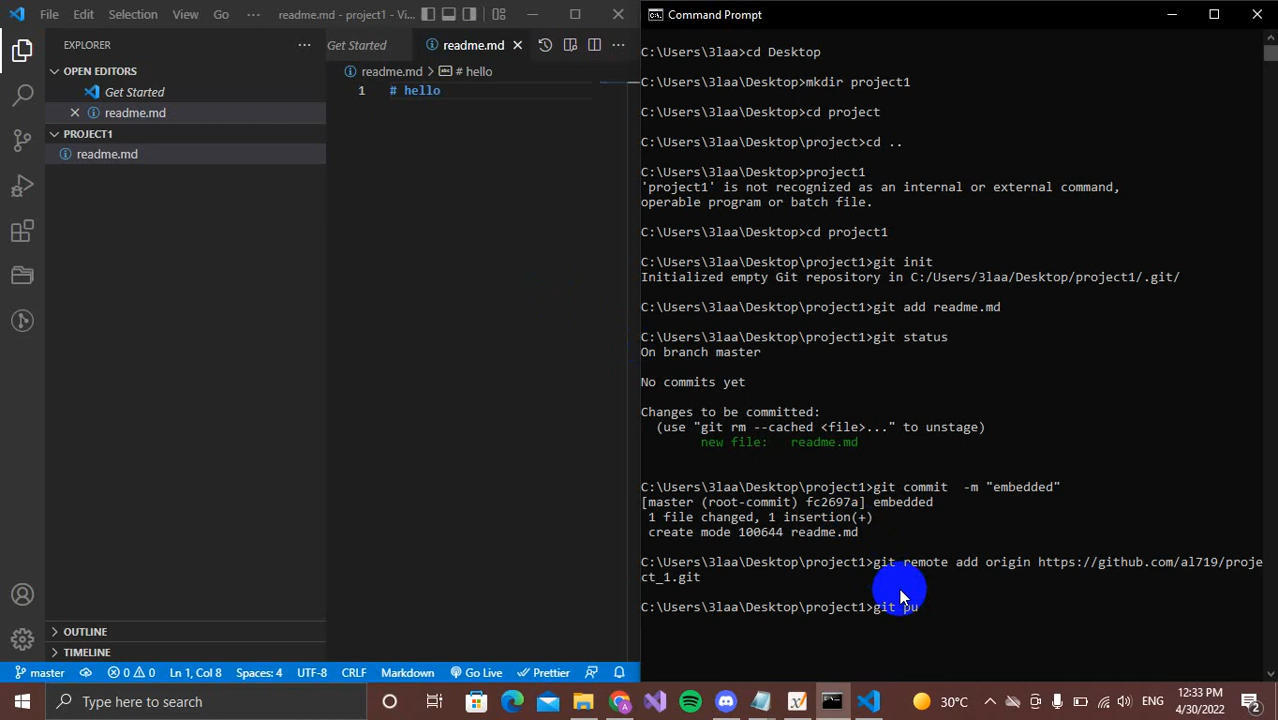 File Edit Selection View Go ··· readme.md - project1 - Vi...
EXPLORER ···
OPEN EDITORS
Get Started
readme.md
PROJECT1
readme.md
OUTLINE
TIMELINE
Get Started readme.md ···
readme.md > # hello
1 # hello
master 0 0 Ln 1, Col 8 Spaces: 4 UTF-8 CRLF Markdown Go Live Prettier
Command Prompt
C:\Users\3laa>cd Desktop
C:\Users\3laa\Desktop>mkdir project1
C:\Users\3laa\Desktop>cd project
C:\Users\3laa\Desktop\project>cd ..
C:\Users\3laa\Desktop>project1
'project1' is not recognized as an internal or external command,
operable program or batch file.
C:\Users\3laa\Desktop>cd project1
C:\Users\3laa\Desktop\project1>git init
Initialized empty Git repository in C:/Users/3laa/Desktop/project1/.git/
C:\Users\3laa\Desktop\project1>git add readme.md
C:\Users\3laa\Desktop\project1>git status
On branch master
No commits yet
Changes to be committed:
(use "git rm --cached <file>..." to unstage)
new file:   readme.md
C:\Users\3laa\Desktop\project1>git commit  -m "embedded"
[master (root-commit) fc2697a] embedded
1 file changed, 1 insertion(+)
create mode 100644 readme.md
C:\Users\3laa\Desktop\project1>git remote add origin https://github.com/al719/proje
ct_1.git
C:\Users\3laa\Desktop\project1>git pu
Type here to search
30°C ENG 12:33 PM
4/30/2022 2